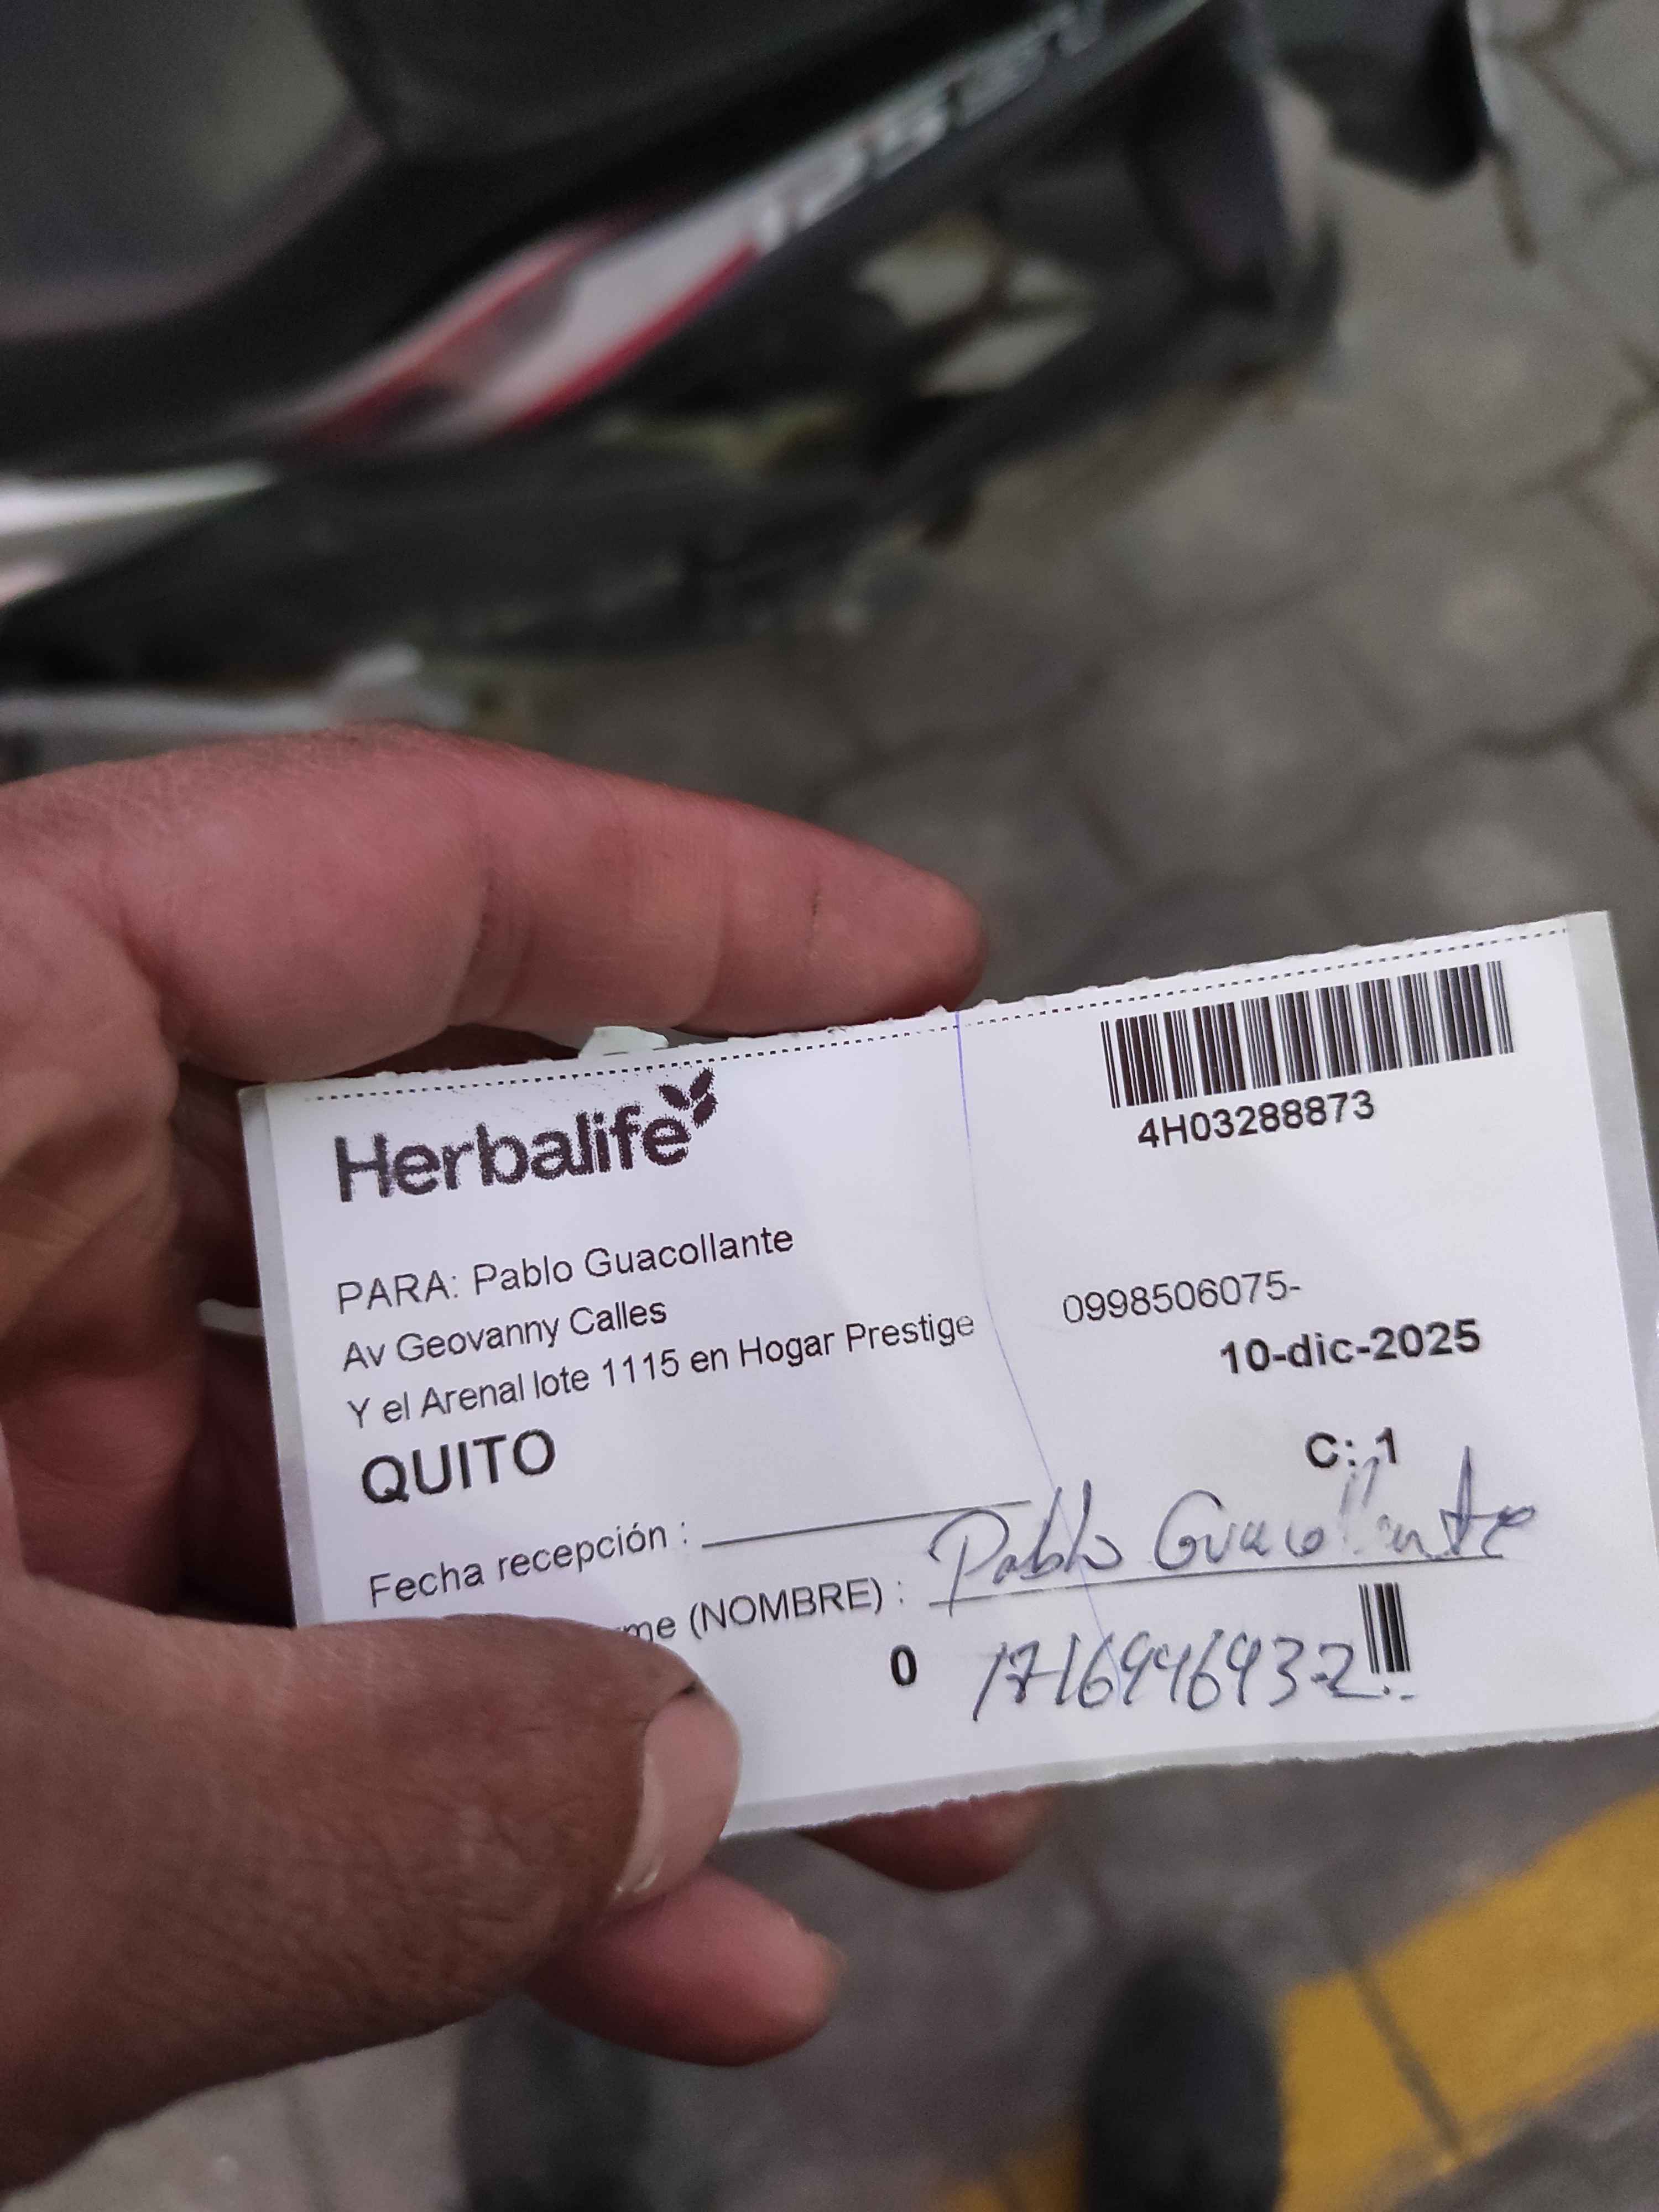 Herbalife
4H03288873
PARA: Pablo Guacollante
Av Geovanny Calles
0998506075-
Y el Arenal lote 1115 en Hogar Prestige
10-dic-2025
QUITO
C: 1
Fecha recepción :
(NOMBRE) : Pablo Guacollante
0 1716946932